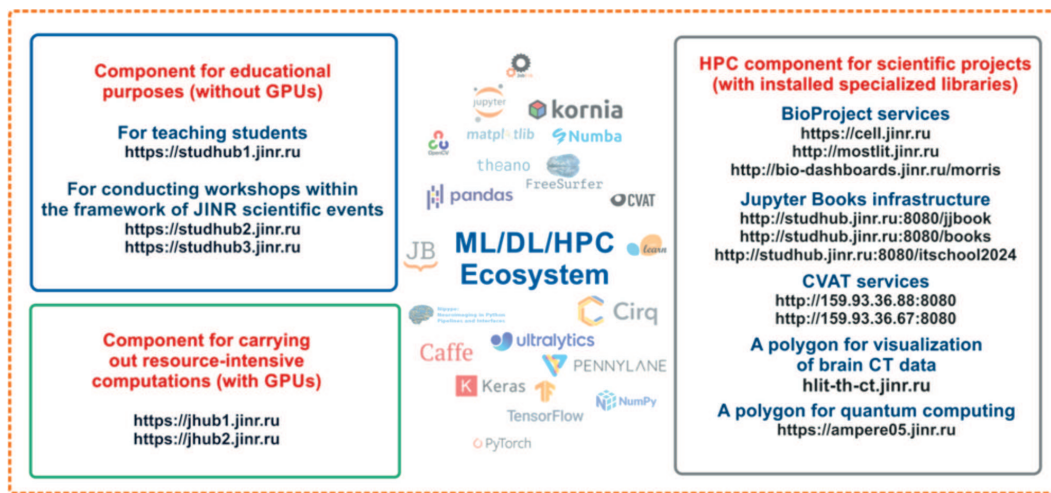 Component for educational
purposes (without GPUs)
For teaching students
https://studhub1.jinr.ru
For conducting workshops within
the framework of JINR scientific events
https://studhub2.jinr.ru
https://studhub3.jinr.ru
Component for carrying
out resource-intensive
computations (with GPUs)
https://jhub1.jinr.ru
https://jhub2.jinr.ru
jupyter
kornia
OpenCV
matplotlib
Numba
theano
FreeSurfer
pandas
CVAT
JB
ML/DL/HPC
Ecosystem
learn
Nipype:
Neuroimaging in Python
Pipelines and Interfaces
Cirq
ultralytics
Caffe
PENNYLANE
K Keras
TensorFlow
NumPy
PyTorch
HPC component for scientific projects
(with installed specialized libraries)
BioProject services
https://cell.jinr.ru
http://mostlit.jinr.ru
http://bio-dashboards.jinr.ru/morris
Jupyter Books infrastructure
http://studhub.jinr.ru:8080/jjbook
http://studhub.jinr.ru:8080/books
http://studhub.jinr.ru:8080/itschool2024
CVAT services
http://159.93.36.88:8080
http://159.93.36.67:8080
A polygon for visualization
of brain CT data
hlit-th-ct.jinr.ru
A polygon for quantum computing
https://ampere05.jinr.ru